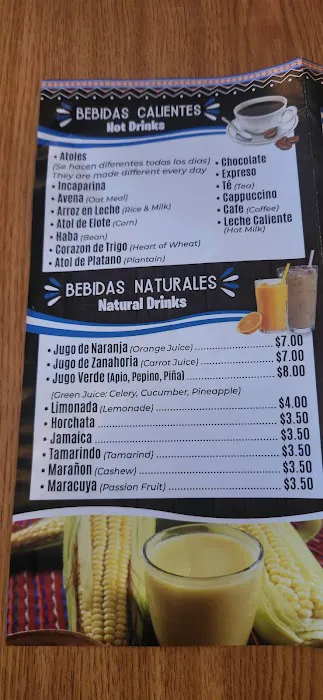 BEBIDAS CALIENTES
Hot Drinks
• Atoles
(Se hacen diferentes todos los dias)
They are made different every day
• Incaparina
• Avena (Oat Meal)
• Arroz en Leche (Rice & Milk)
• Atol de Elote (Corn)
• Haba (Bean)
• Corazon de Trigo (Heart of Wheat)
• Atol de Platano (Plantain)
• Chocolate
• Expreso
• Té (Tea)
• Cappuccino
• Cafe (Coffee)
• Leche Caliente
(Hot Milk)
BEBIDAS NATURALES
Natural Drinks
• Jugo de Naranja (Orange Juice) $7.00
• Jugo de Zanahoria (Carrot Juice) $7.00
• Jugo Verde (Apio, Pepino, Piña) $8.00
(Green Juice: Celery, Cucumber, Pineapple)
• Limonada (Lemonade) $4.00
• Horchata $3.50
• Jamaica $3.50
• Tamarindo (Tamarind) $3.50
• Marañon (Cashew) $3.50
• Maracuya (Passion Fruit) $3.50